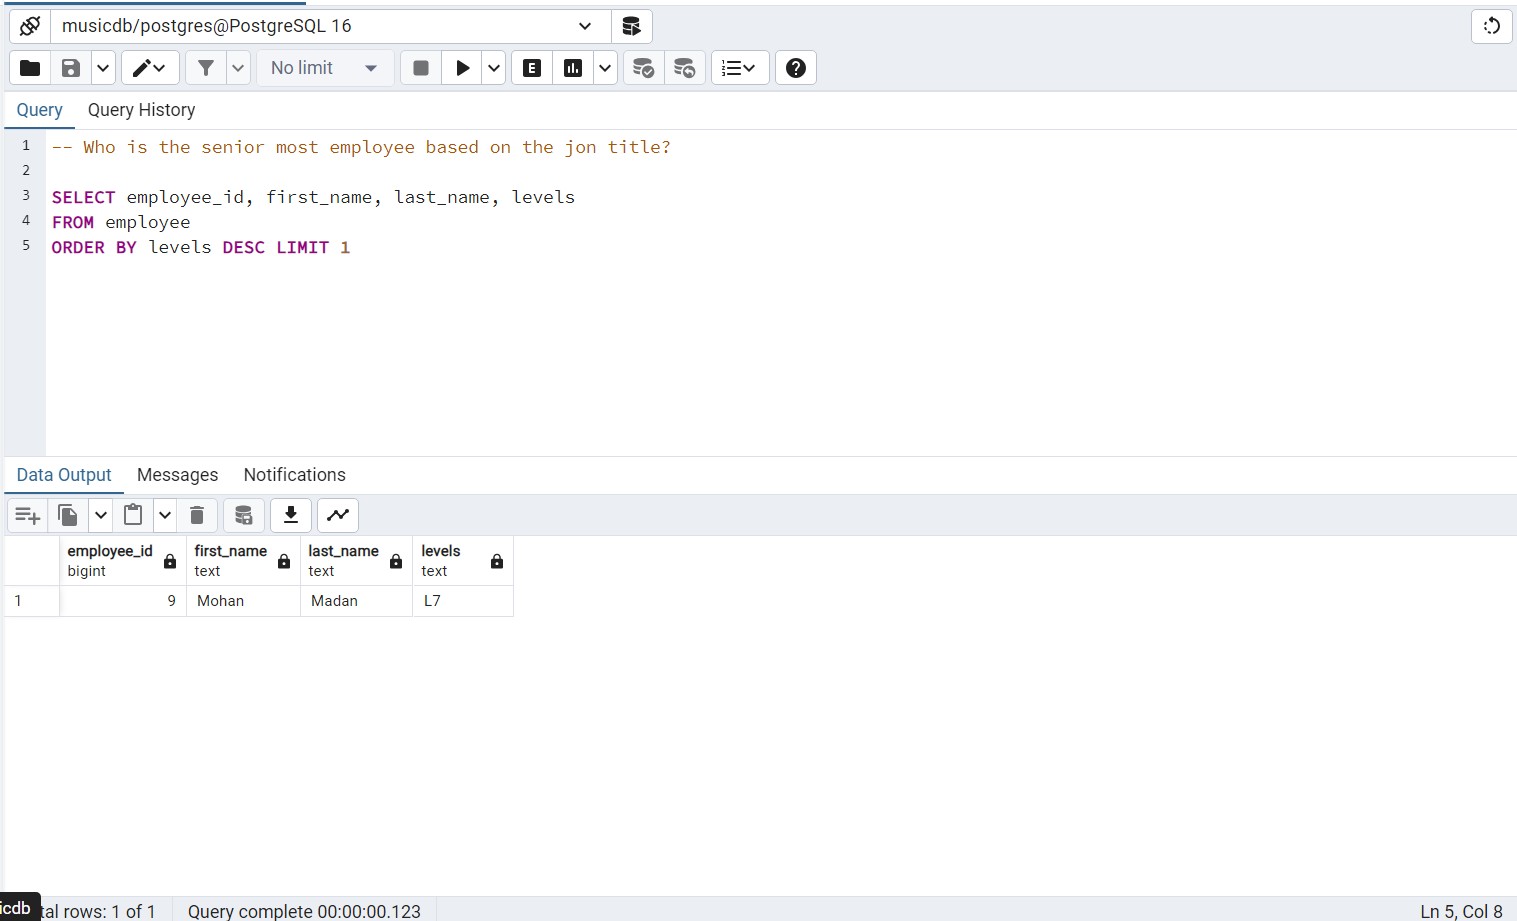 musicdb/postgres@PostgreSQL 16
No limit
E
Query Query History
1 -- Who is the senior most employee based on the jon title?
2
3 SELECT employee_id, first_name, last_name, levels
4 FROM employee
5 ORDER BY levels DESC LIMIT 1
Data Output Messages Notifications
employee_id first_name last_name levels
bigint text text text
1 9 Mohan Madan L7
icdb tal rows: 1 of 1 Query complete 00:00:00.123 Ln 5, Col 8